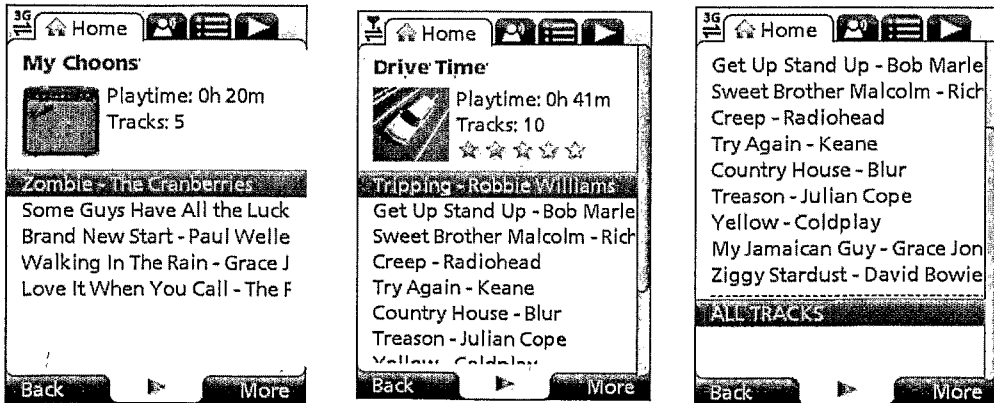 3G Home
My Choons
Playtime: 0h 20m
Tracks: 5
Zombie - The Cranberries
Some Guys Have All the Luck
Brand New Start - Paul Welle
Walking In The Rain - Grace J
Love It When You Call - The F
Back More
Home
Drive Time
Playtime: 0h 41m
Tracks: 10
Tripping - Robbie Williams
Get Up Stand Up - Bob Marle
Sweet Brother Malcolm - Rich
Creep - Radiohead
Try Again - Keane
Country House - Blur
Treason - Julian Cope
Yellow - Coldplay
Back More
3G Home
Get Up Stand Up - Bob Marle
Sweet Brother Malcolm - Rich
Creep - Radiohead
Try Again - Keane
Country House - Blur
Treason - Julian Cope
Yellow - Coldplay
My Jamaican Guy - Grace Jon
Ziggy Stardust - David Bowie
ALL TRACKS
Back More